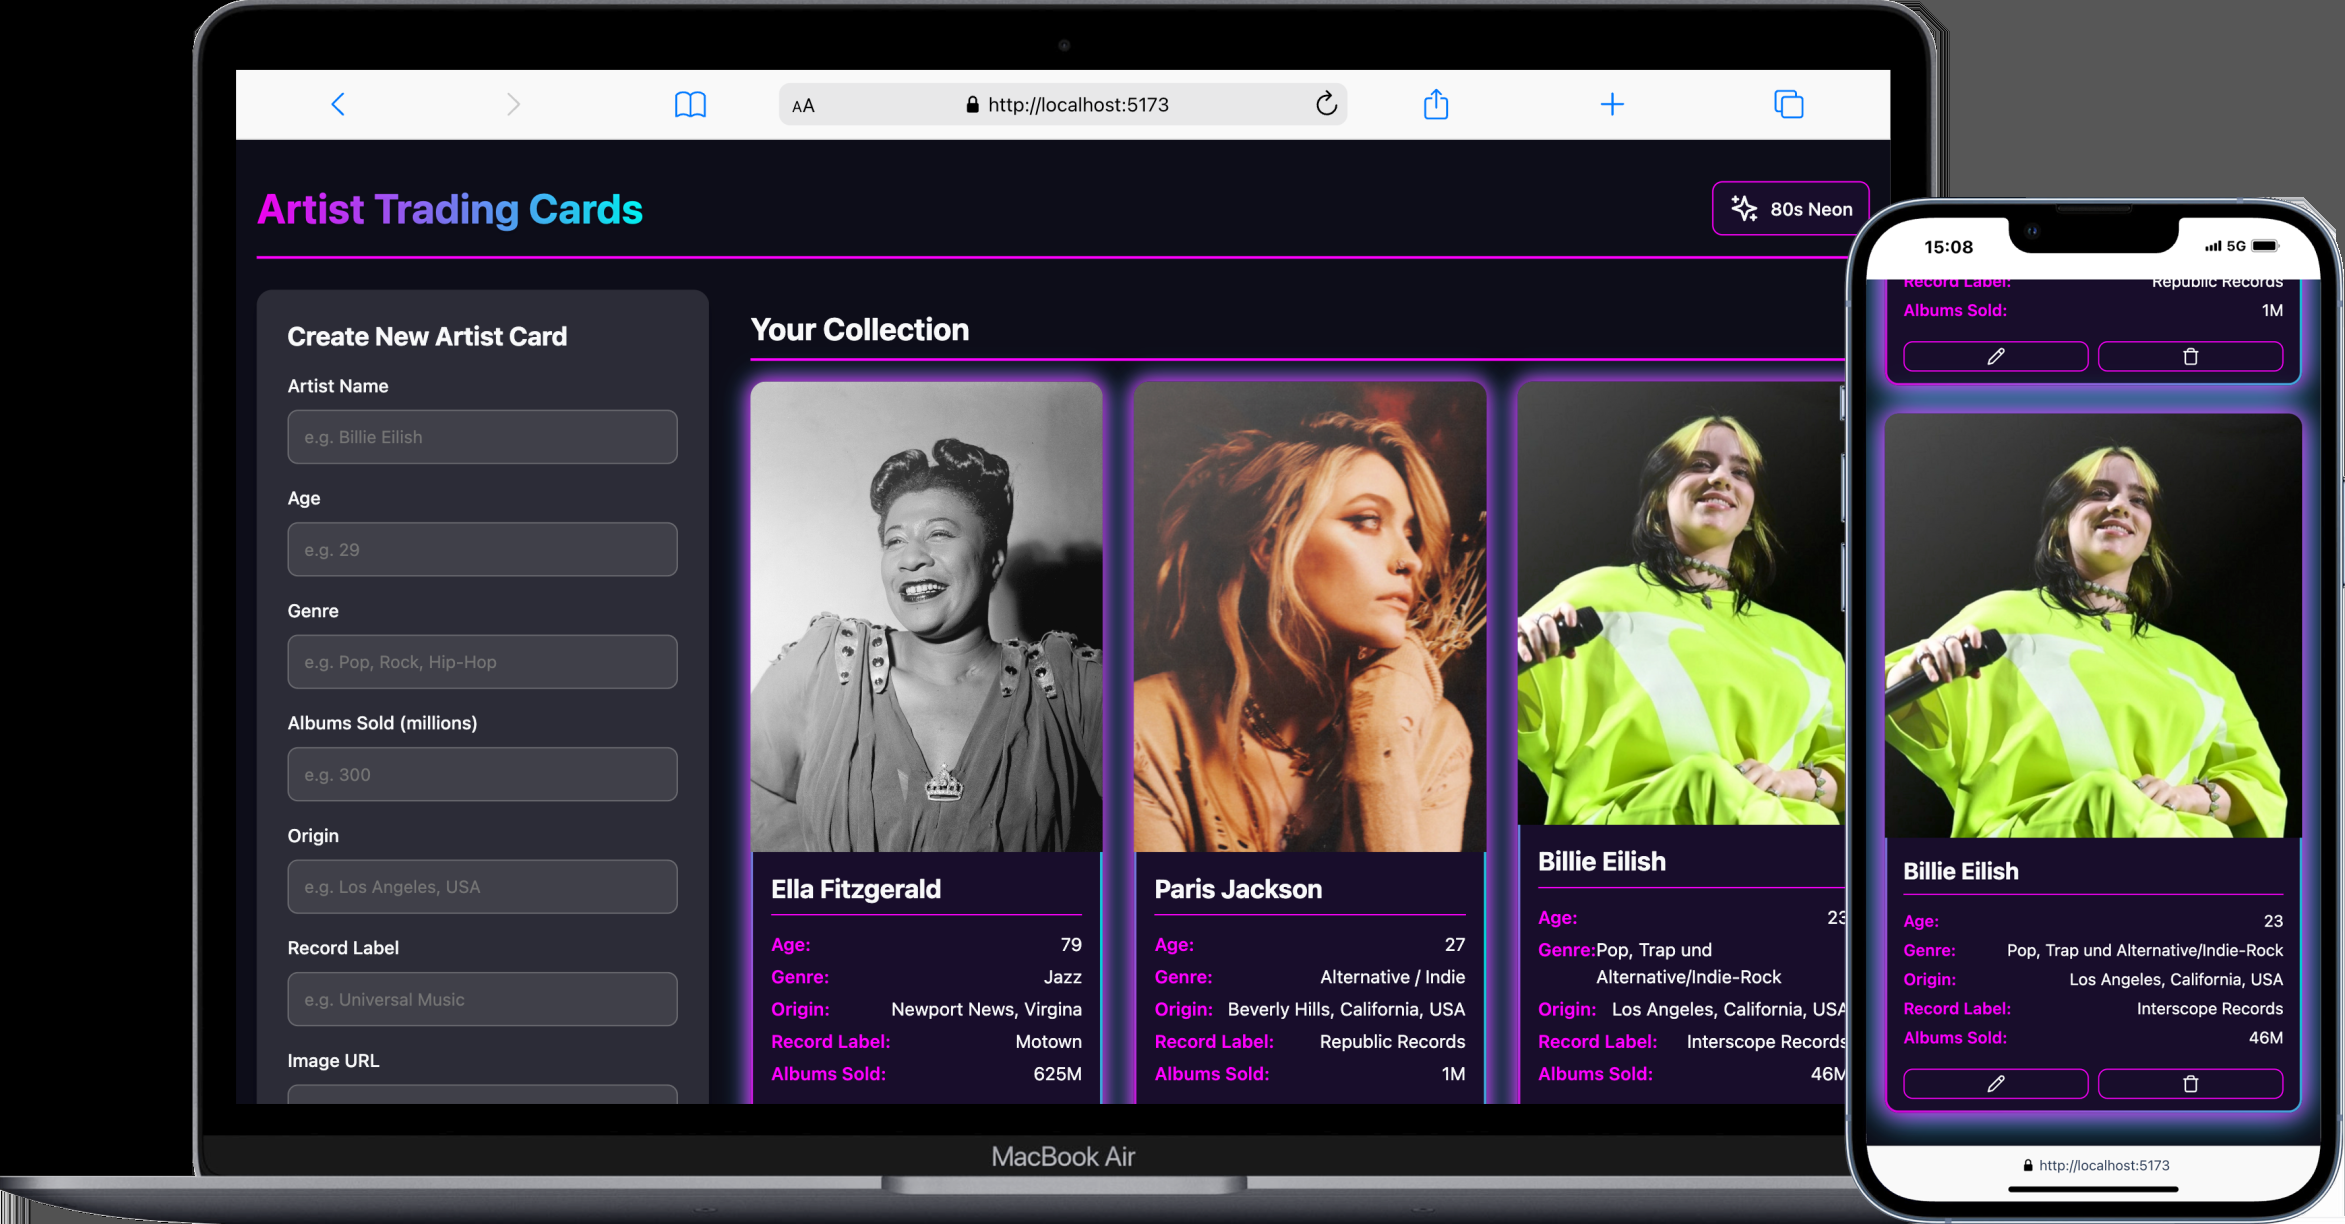 AA
http://localhost:5173
Artist Trading Cards
80s Neon
Create New Artist Card
Artist Name
e.g. Billie Eilish
Age
e.g. 29
Genre
e.g. Pop, Rock, Hip-Hop
Albums Sold (millions)
e.g. 300
Origin
e.g. Los Angeles, USA
Record Label
e.g. Universal Music
Image URL
Your Collection
Ella Fitzgerald
Age: 79
Genre: Jazz
Origin: Newport News, Virgina
Record Label: Motown
Albums Sold: 625M
Paris Jackson
Age: 27
Genre: Alternative / Indie
Origin: Beverly Hills, California, USA
Record Label: Republic Records
Albums Sold: 1M
Billie Eilish
Age: 23
Genre: Pop, Trap und
Alternative/Indie-Rock
Origin: Los Angeles, California, USA
Record Label: Interscope Records
Albums Sold: 46M
MacBook Air
15:08
5G
Record Label: Republic Records
Albums Sold: 1M
Billie Eilish
Age: 23
Genre: Pop, Trap und Alternative/Indie-Rock
Origin: Los Angeles, California, USA
Record Label: Interscope Records
Albums Sold: 46M
http://localhost:5173